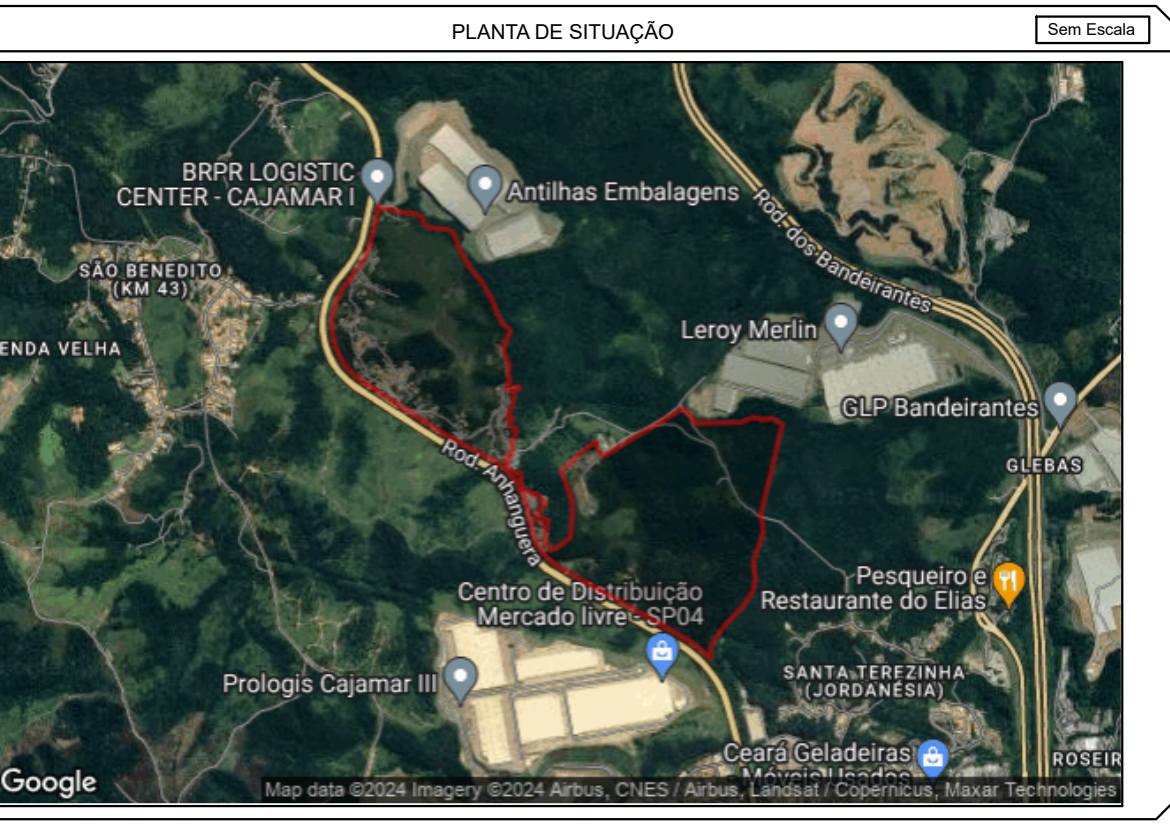 PLANTA DE SITUAÇÃO
Sem Escala
BRPR LOGISTIC
CENTER - CAJAMAR I
Antilhas Embalagens
Rod. dos Bandeirantes
SÃO BENEDITO
(KM 43)
ENDA VELHA
Leroy Merlin
GLP Bandeirantes
GLEBAS
Rod. Anhanguera
Centro de Distribuição
Mercado livre - SP04
Pesqueiro e
Restaurante do Elias
Prologis Cajamar III
SANTA TEREZINHA
(JORDANÉSIA)
Ceará Geladeiras
e Móveis Usados
ROSEIR
Google
Map data ©2024 Imagery ©2024 Airbus, CNES / Airbus, Landsat / Copernicus, Maxar Technologies